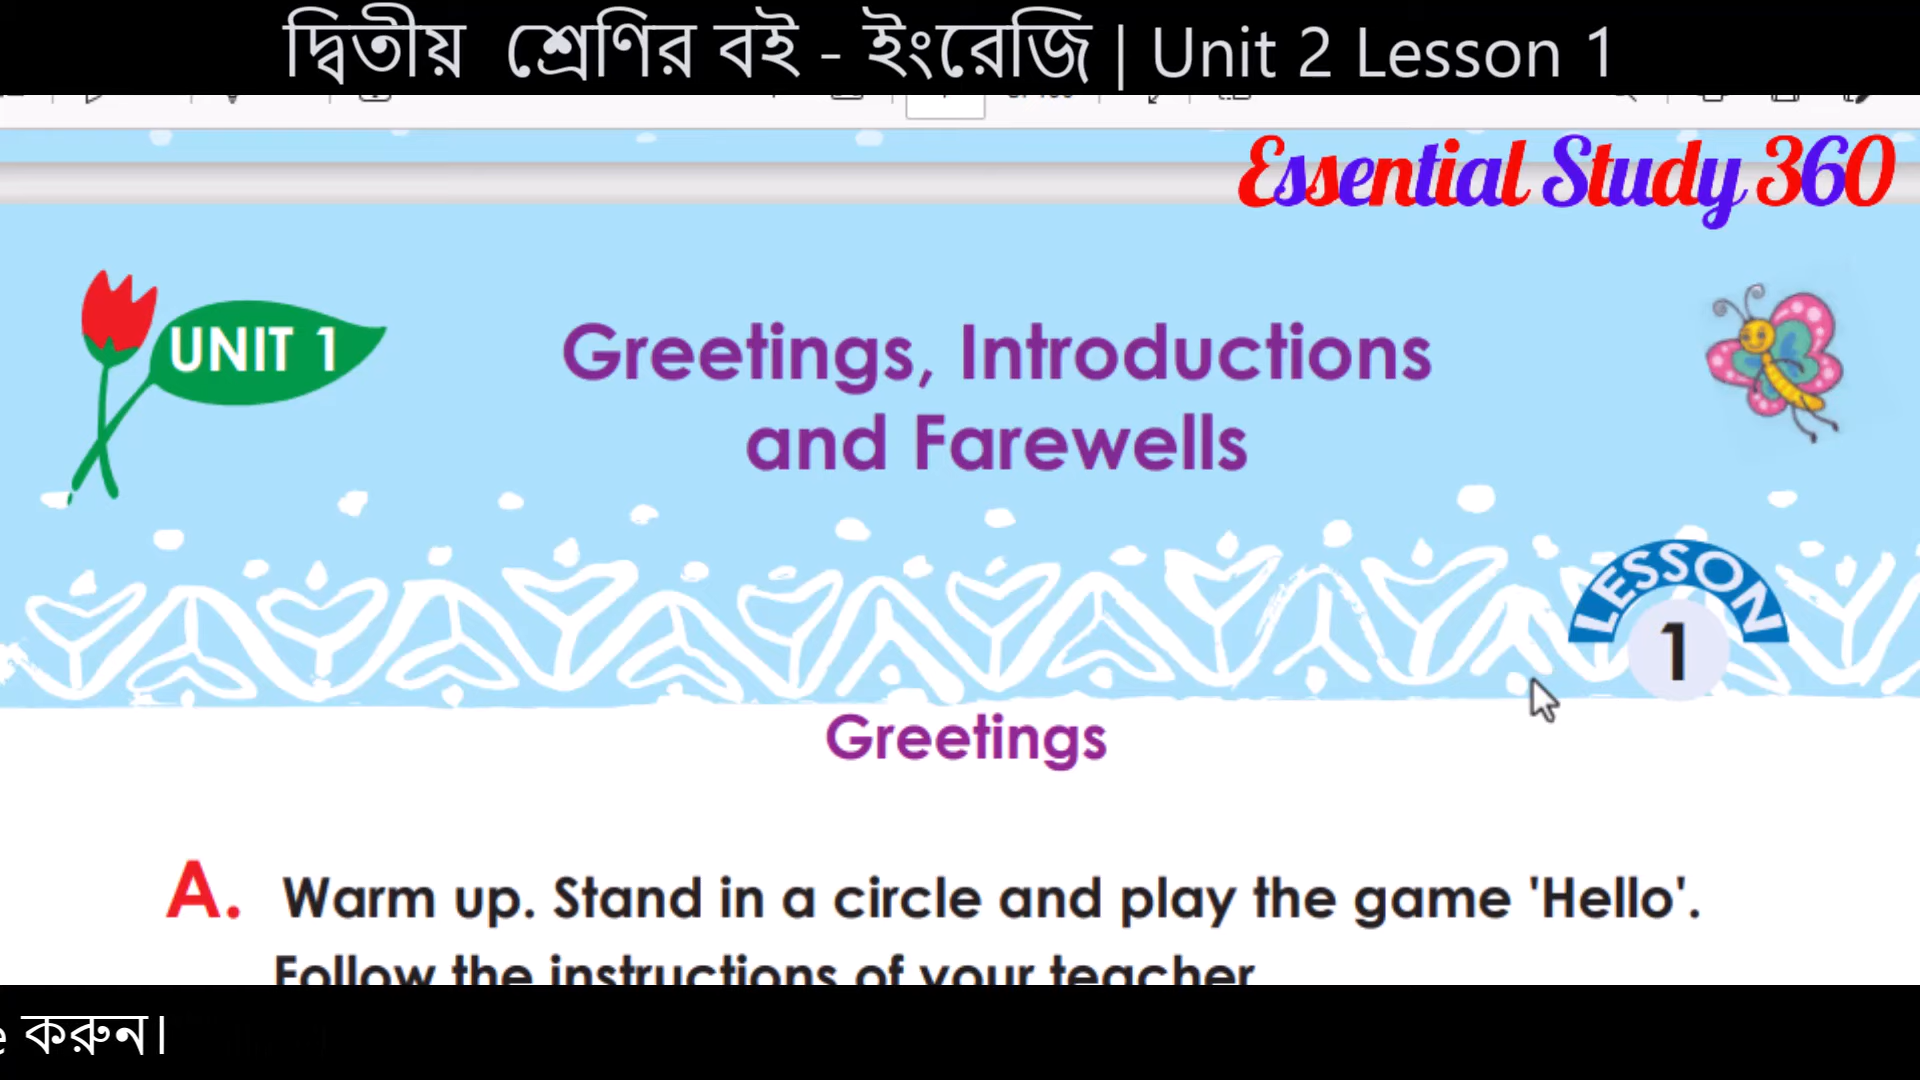 দ্বিতীয় শ্রেণির বই - ইংরেজি | Unit 2 Lesson 1
Essential Study 360
UNIT 1
Greetings, Introductions
and Farewells
LESSON
1
Greetings
A. Warm up. Stand in a circle and play the game 'Hello'.
Follow the instructions of your teacher
করুন।